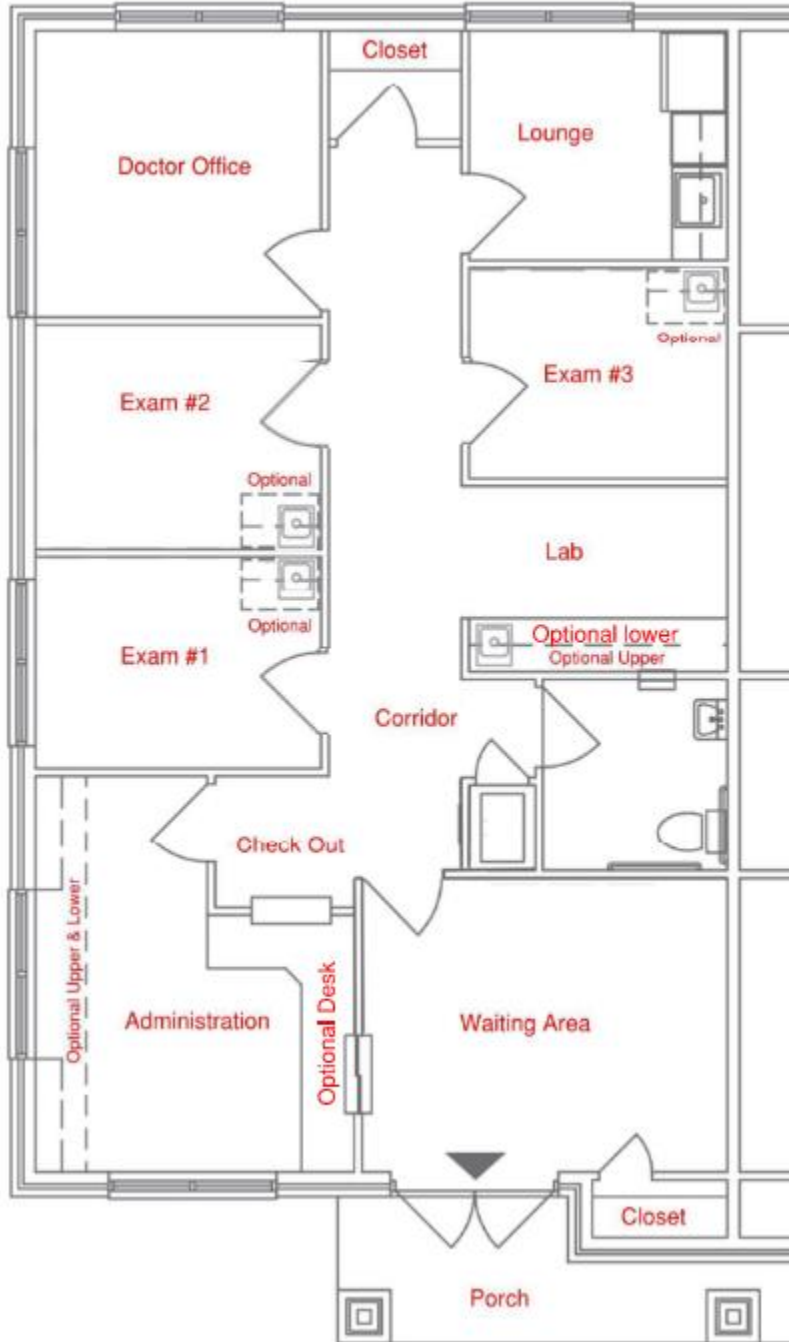 Closet
Lounge
Doctor Office
Optional
Exam #3
Exam #2
Optional
Lab
Optional
Optional lower
Optional Upper
Exam #1
Corridor
Check Out
Optional Upper & Lower
Administration
Optional Desk
Waiting Area
Closet
Porch